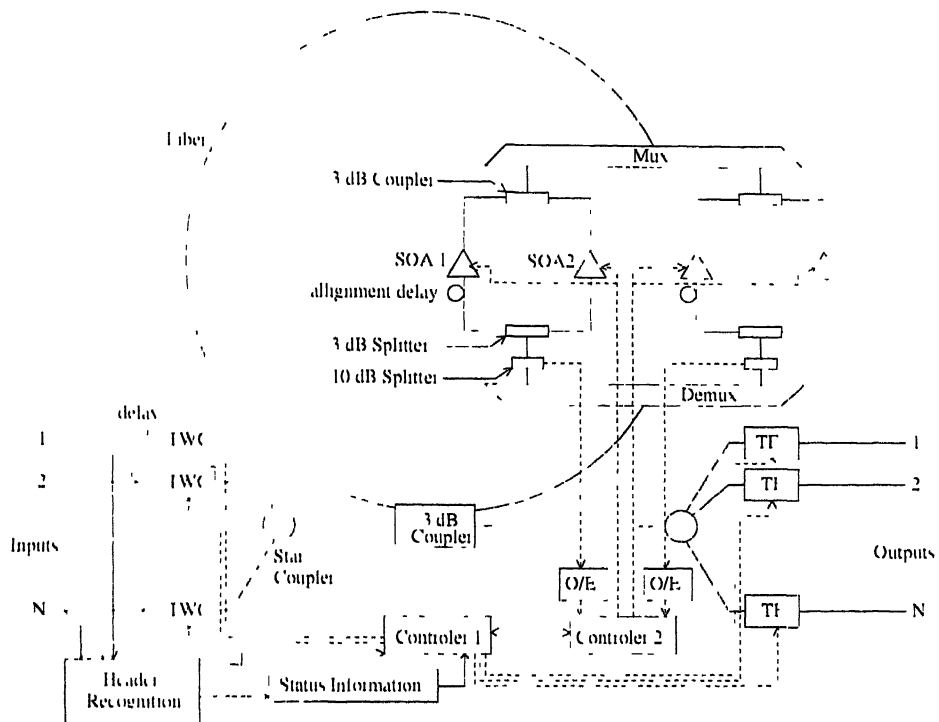 Fiber
Mux
3 dB Coupler
SOA 1
SOA2
allignment delay
3 dB Splitter
10 dB Splitter
Demux
delay
1
TWC
TF
1
2
TWC
TF
2
3 dB
Coupler
Inputs
Star
Coupler
Outputs
O/E
O/E
N
TWC
TF
N
Controler 1
Controler 2
Header
Recognition
Status Information